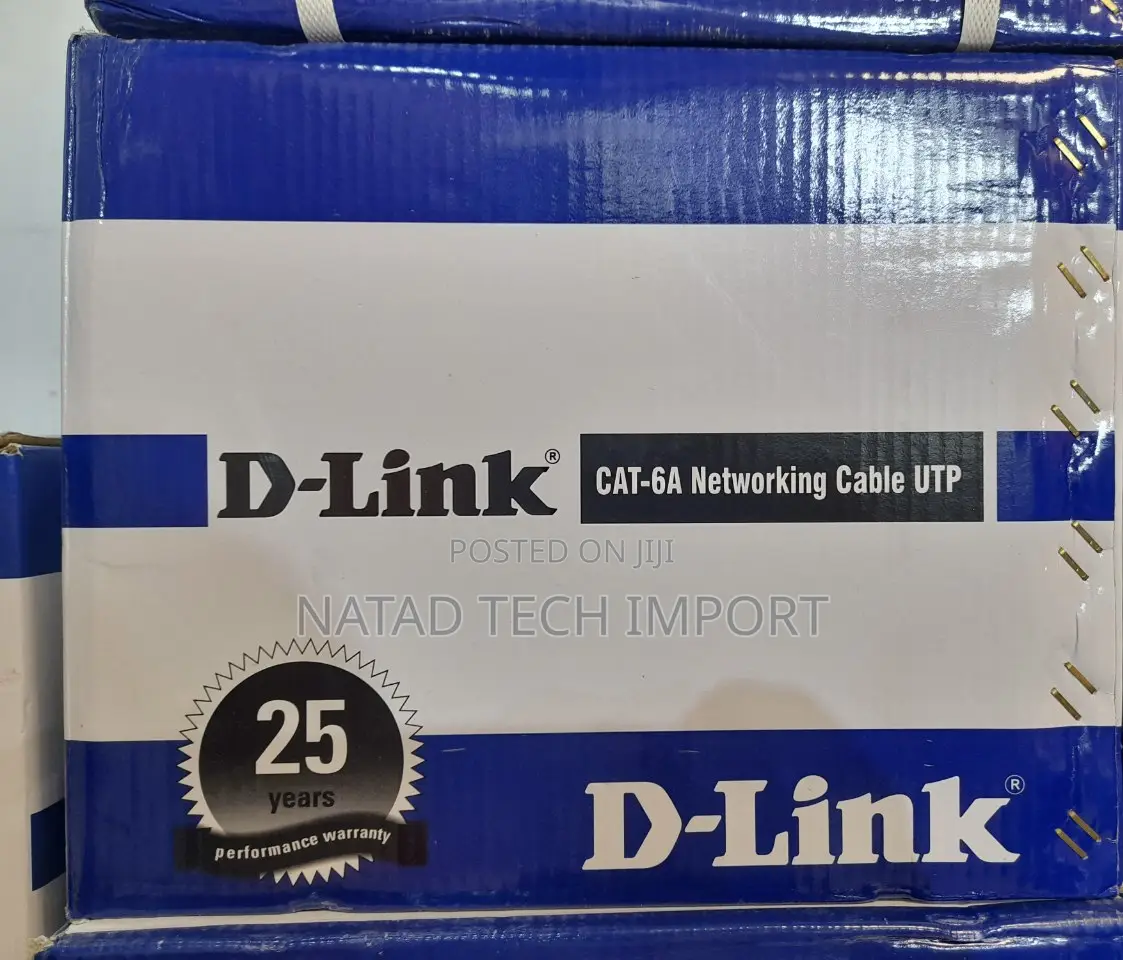 D-Link®
CAT-6A Networking Cable UTP
POSTED ON JIJI
NATAD TECH IMPORT
25
years
performance warranty
D-Link®